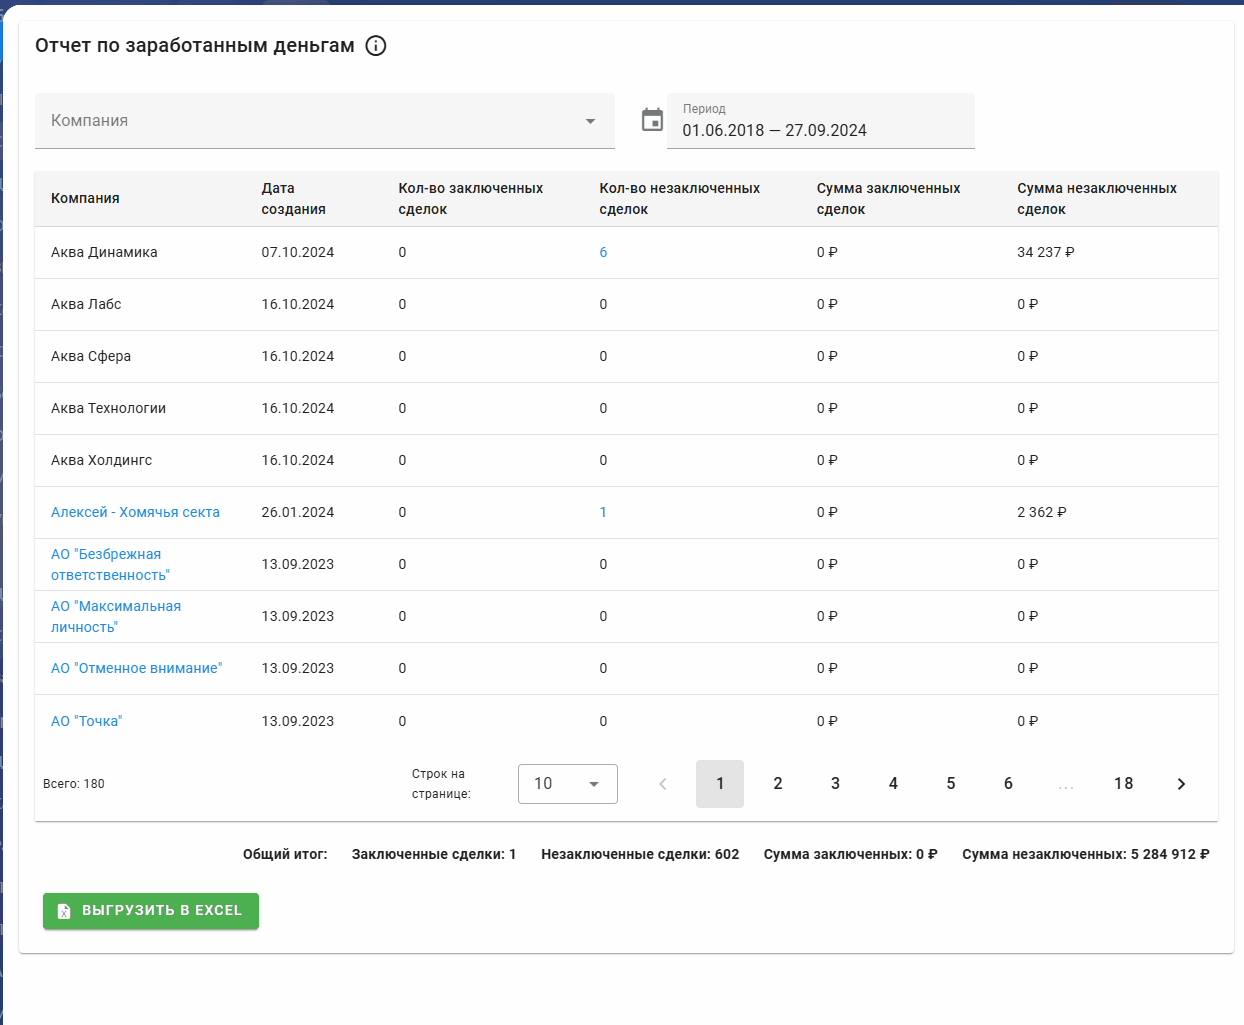 Отчет по заработанным деньгам
Компания
Период
01.06.2018 — 27.09.2024
Компания Дата создания Кол-во заключенных сделок Кол-во незаключенных сделок Сумма заключенных сделок Сумма незаключенных сделок
Аква Динамика 07.10.2024 0 6 0 ₽ 34 237 ₽
Аква Лабс 16.10.2024 0 0 0 ₽ 0 ₽
Аква Сфера 16.10.2024 0 0 0 ₽ 0 ₽
Аква Технологии 16.10.2024 0 0 0 ₽ 0 ₽
Аква Холдингс 16.10.2024 0 0 0 ₽ 0 ₽
Алексей - Хомячья секта 26.01.2024 0 1 0 ₽ 2 362 ₽
АО "Безбрежная ответственность" 13.09.2023 0 0 0 ₽ 0 ₽
АО "Максимальная личность" 13.09.2023 0 0 0 ₽ 0 ₽
АО "Отменное внимание" 13.09.2023 0 0 0 ₽ 0 ₽
АО "Точка" 13.09.2023 0 0 0 ₽ 0 ₽
Всего: 180 Строк на странице: 10 1 2 3 4 5 6 ... 18
Общий итог: Заключенные сделки: 1 Незаключенные сделки: 602 Сумма заключенных: 0 ₽ Сумма незаключенных: 5 284 912 ₽
ВЫГРУЗИТЬ В EXCEL